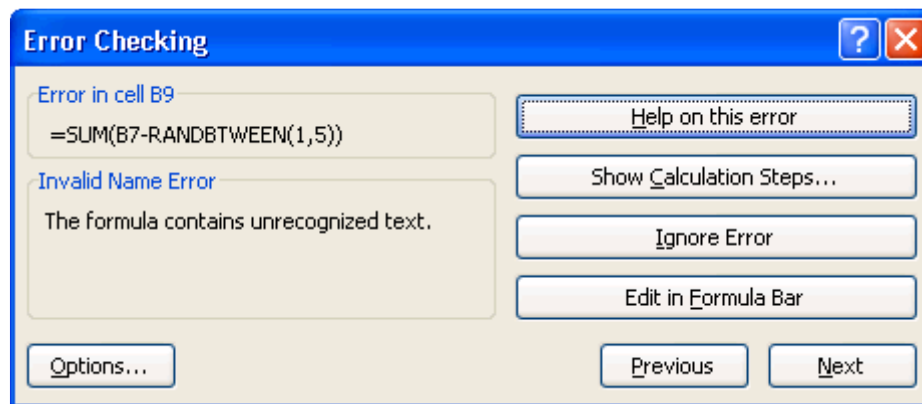 Error Checking
?
Error in cell B9
=SUM(B7-RANDBTWEEN(1,5))
Invalid Name Error
The formula contains unrecognized text.
Help on this error
Show Calculation Steps...
Ignore Error
Edit in Formula Bar
Options...
Previous
Next